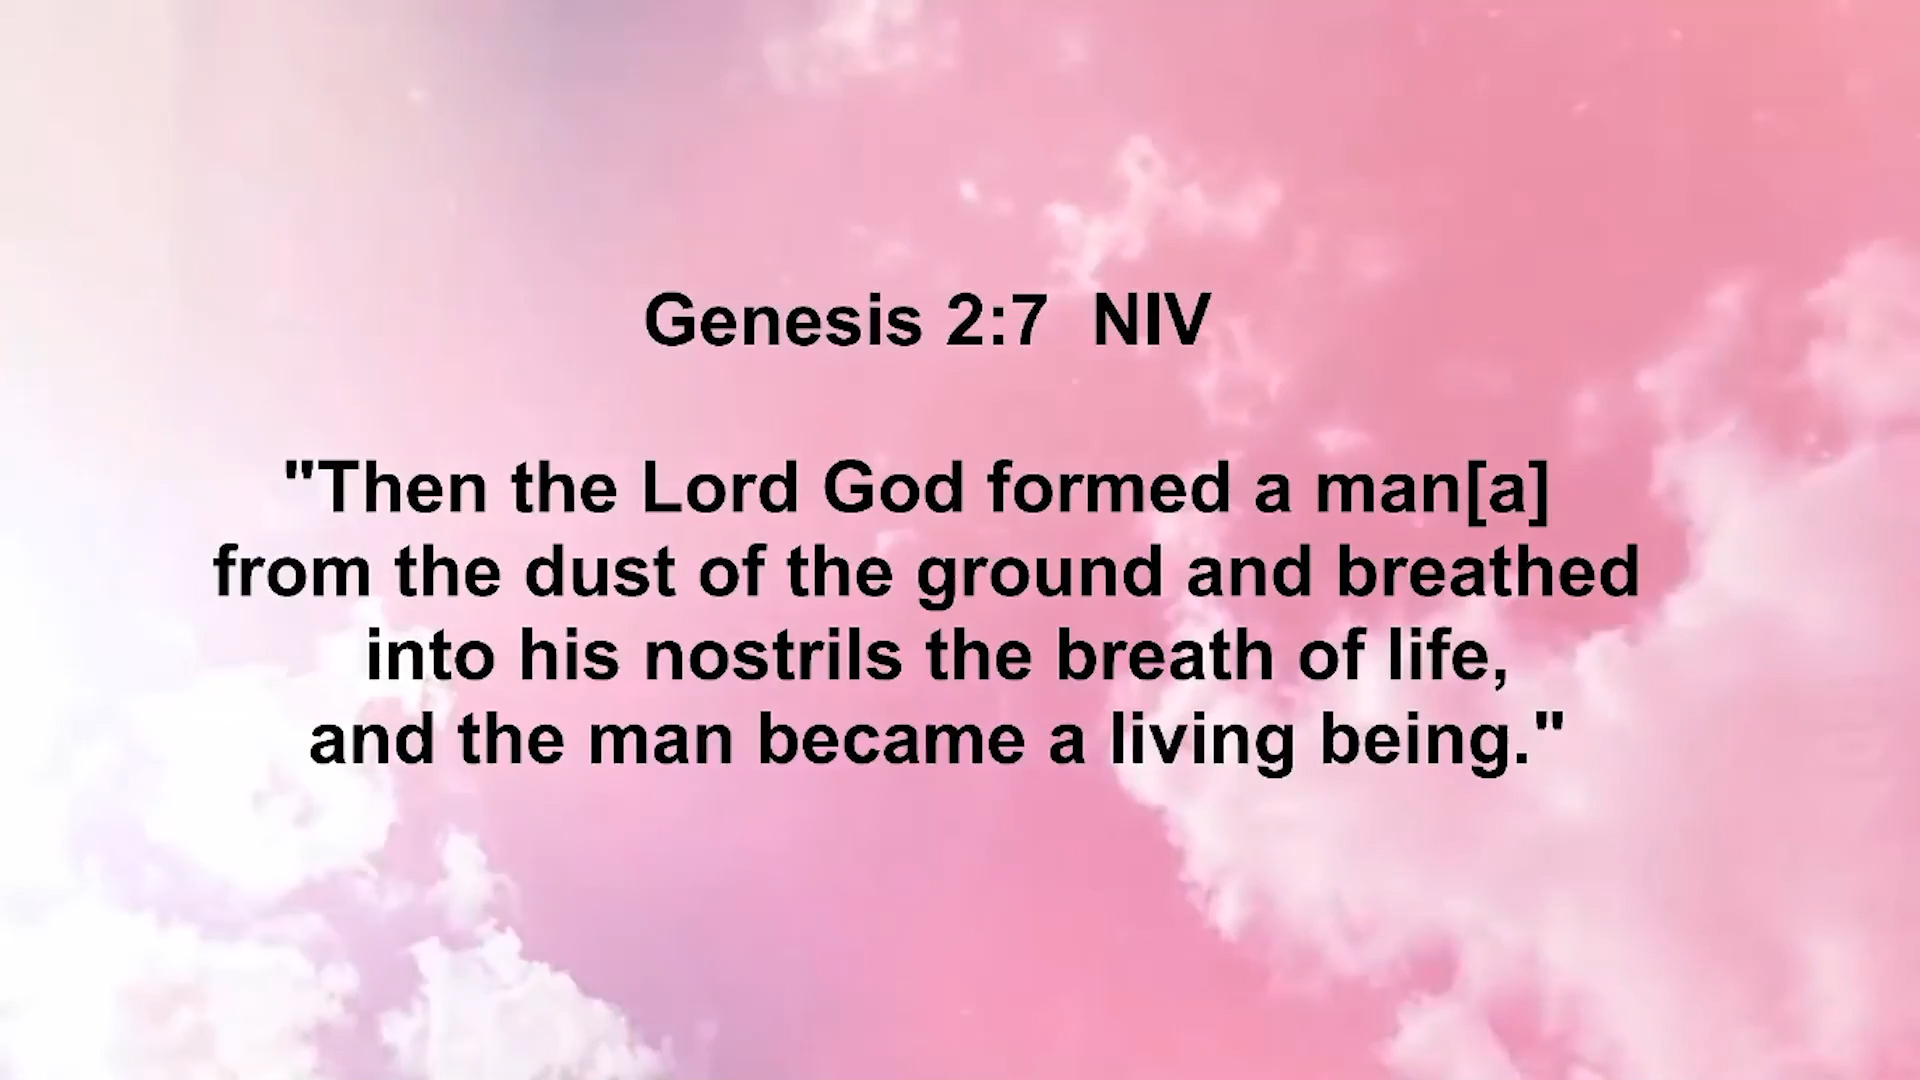 Genesis 2:7  NIV
"Then the Lord God formed a man[a]
from the dust of the ground and breathed
into his nostrils the breath of life,
and the man became a living being."